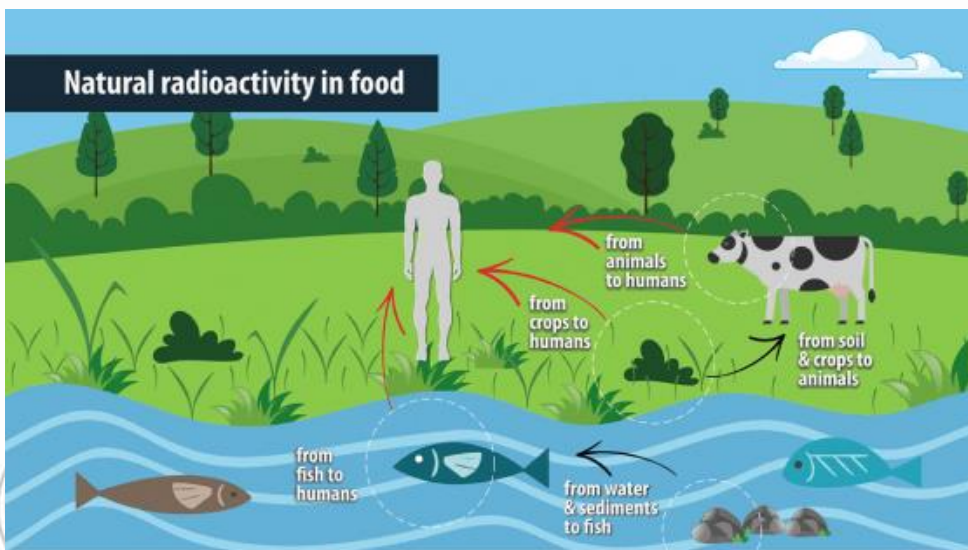 Natural radioactivity in food
from
animals
to humans
from
crops to
humans
from soil
& crops to
animals
from
fish to
humans
from water
& sediments
to fish